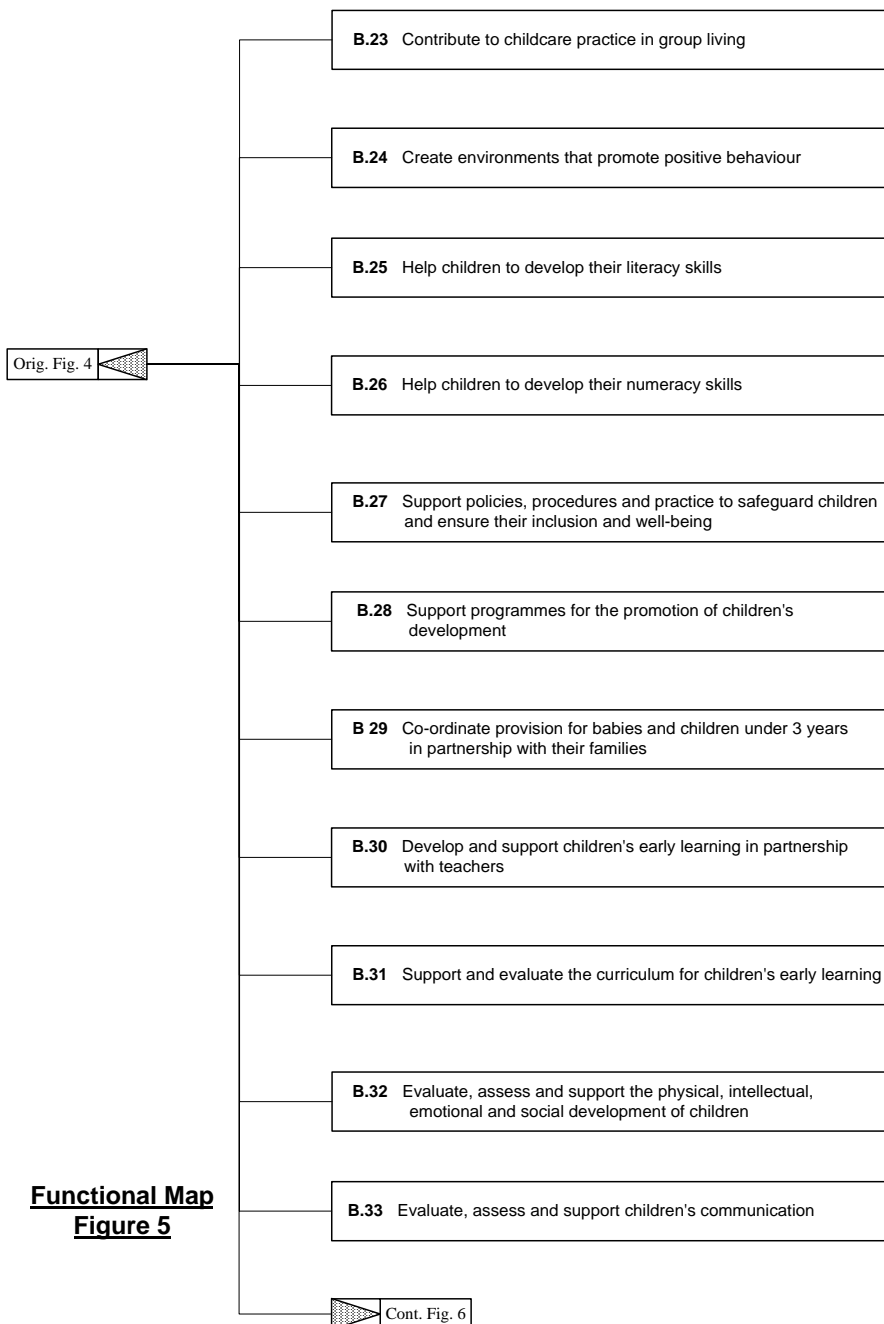 B.23 Contribute to childcare practice in group living
B.24 Create environments that promote positive behaviour
B.25 Help children to develop their literacy skills
Orig. Fig. 4
B.26 Help children to develop their numeracy skills
B.27 Support policies, procedures and practice to safeguard children
and ensure their inclusion and well-being
B.28 Support programmes for the promotion of children's
development
B 29 Co-ordinate provision for babies and children under 3 years
in partnership with their families
B.30 Develop and support children's early learning in partnership
with teachers
B.31 Support and evaluate the curriculum for children's early learning
B.32 Evaluate, assess and support the physical, intellectual,
emotional and social development of children
Functional Map
Figure 5
B.33 Evaluate, assess and support children's communication
Cont. Fig. 6